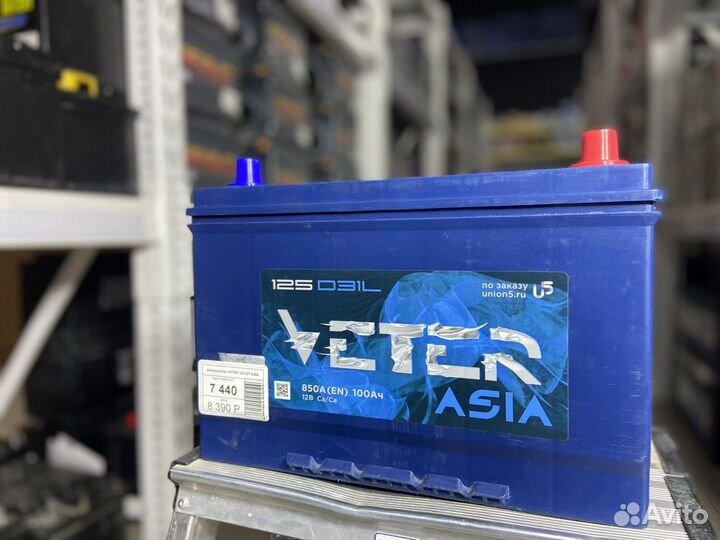 125 D31L
по заказу
union5.ru
U5
VETER
ASIA
850А(EN) 100Ач
12В Ca/Ca
7 440
8 390 Р
Avito